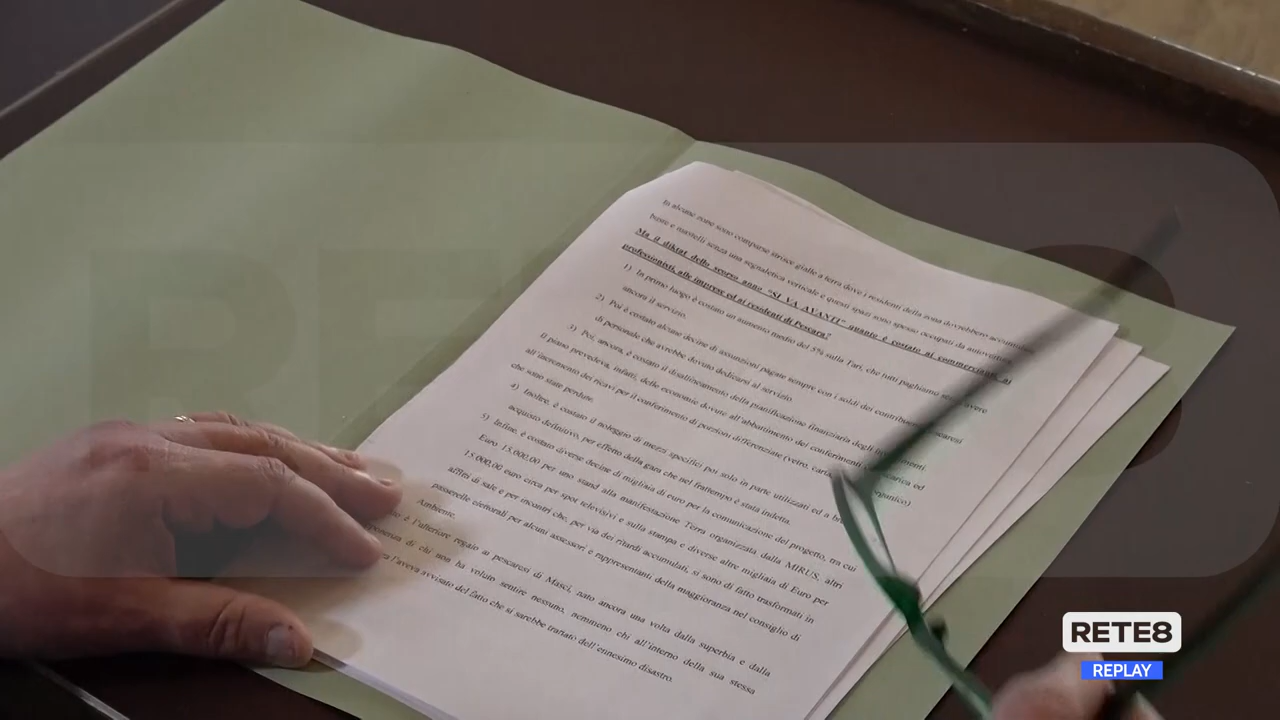 In alcune zone sono comparse strisce gialle a terra dove i residenti della zona dovrebbero
buste e mastelli senza una segnaletica verticale e questi spazi sono spesso occupati da autovetture
Ma il diktat dello scorso anno "SI VA AVANTI" quanto è costato ai commercianti, ai
professionisti, alle imprese ed ai residenti di Pescara?
1) In primo luogo è costato un aumento medio del 5% sulla Tari, che tutti paghiamo avere
ancora il servizio.
2) Poi è costato alcune decine di assunzioni pagate sempre con i soldi dei contribuenti
di personale che avrebbe dovuto dedicarsi al servizio
3) Poi, ancora, è costato il disallineamento della pianificazione finanziaria degli
Il piano prevedeva, infatti, delle economie dovute all'abbattimento dei conferimenti ed
all'incremento dei ricavi per il conferimento di porzioni differenziate (vetro, organico)
che sono state perdute.
4) Inoltre, è costato il noleggio di mezzi specifici poi solo in parte utilizzati ed a
acquisto definitivo, per effetto della gara che nel frattempo è stata indetta.
5) Infine, è costato diverse decine di migliaia di euro per la comunicazione del progetto, tra cui
Euro 15.000,00 per uno stand alla manifestazione Terra organizzata dalla MIRUS, altri
15.000,00 euro circa per spot televisivi e sulla stampa e diverse altre migliaia di Euro per
affitti di sale e per incontri che, per via dei ritardi accumulati, si sono di fatto trasformati in
passerelle elettorali per alcuni assessori e rappresentanti della maggioranza nel consiglio di
Ambiente.
è l'ulteriore regalo ai pescaresi di Masci, nato ancora una volta dalla superbia e dalla
di chi non ha voluto sentire nessuno, nemmeno chi all'interno della sua stessa
l'aveva avvisato del fatto che si sarebbe trattato dell'ennesimo disastro.
RETE8
REPLAY